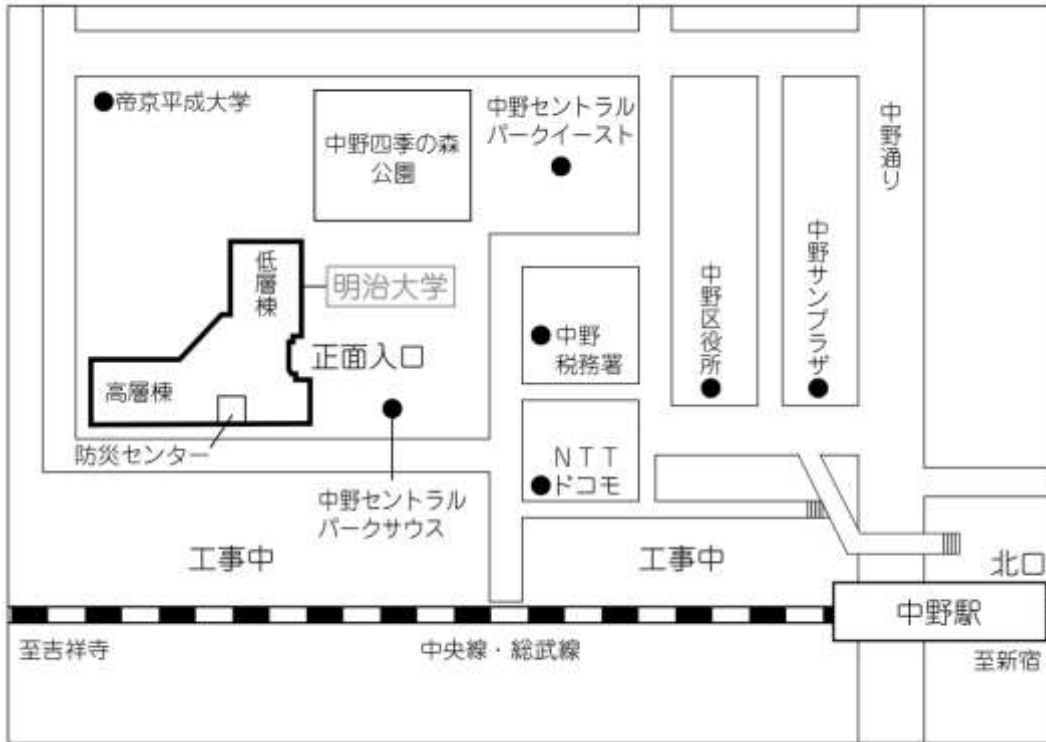 帝京平成大学
中野四季の森
公園
中野セントラル
パークイースト
中野通り
低層棟
明治大学
正面入口
高層棟
防災センター
中野セントラル
パークサウス
中野
税務署
ＮＴＴ
ドコモ
中野区役所
中野サンプラザ
工事中
工事中
北口
中野駅
至吉祥寺
中央線・総武線
至新宿